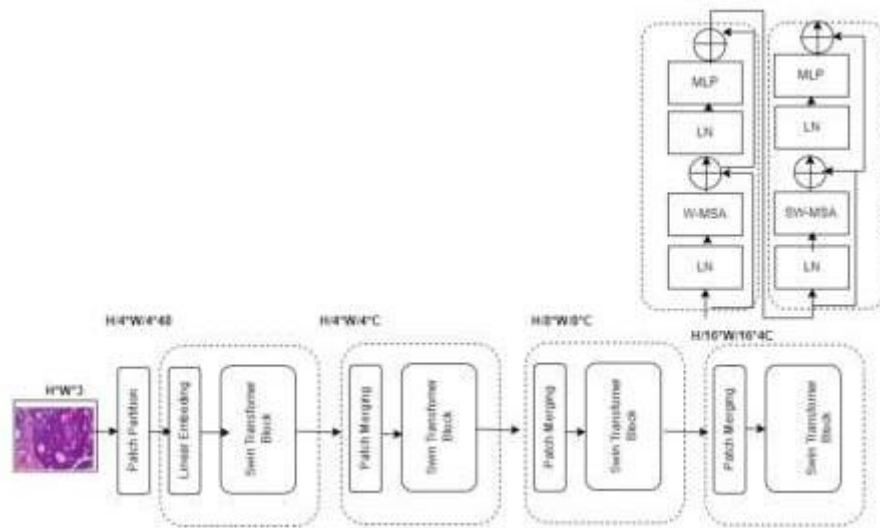 MLP
MLP
LN
LN
W-MSA
SW-MSA
LN
LN
H/4*W/4*48
H/4*W/4*C
H/8*W/8*C
H/16*W/16*4C
H*W*3
Patch Partition
Linear Embeding
Swin Transformer
Block
Patch Merging
Swin Transformer
Block
Patch Merging
Swin Transformer
Block
Patch Merging
Swin Transformer
Block